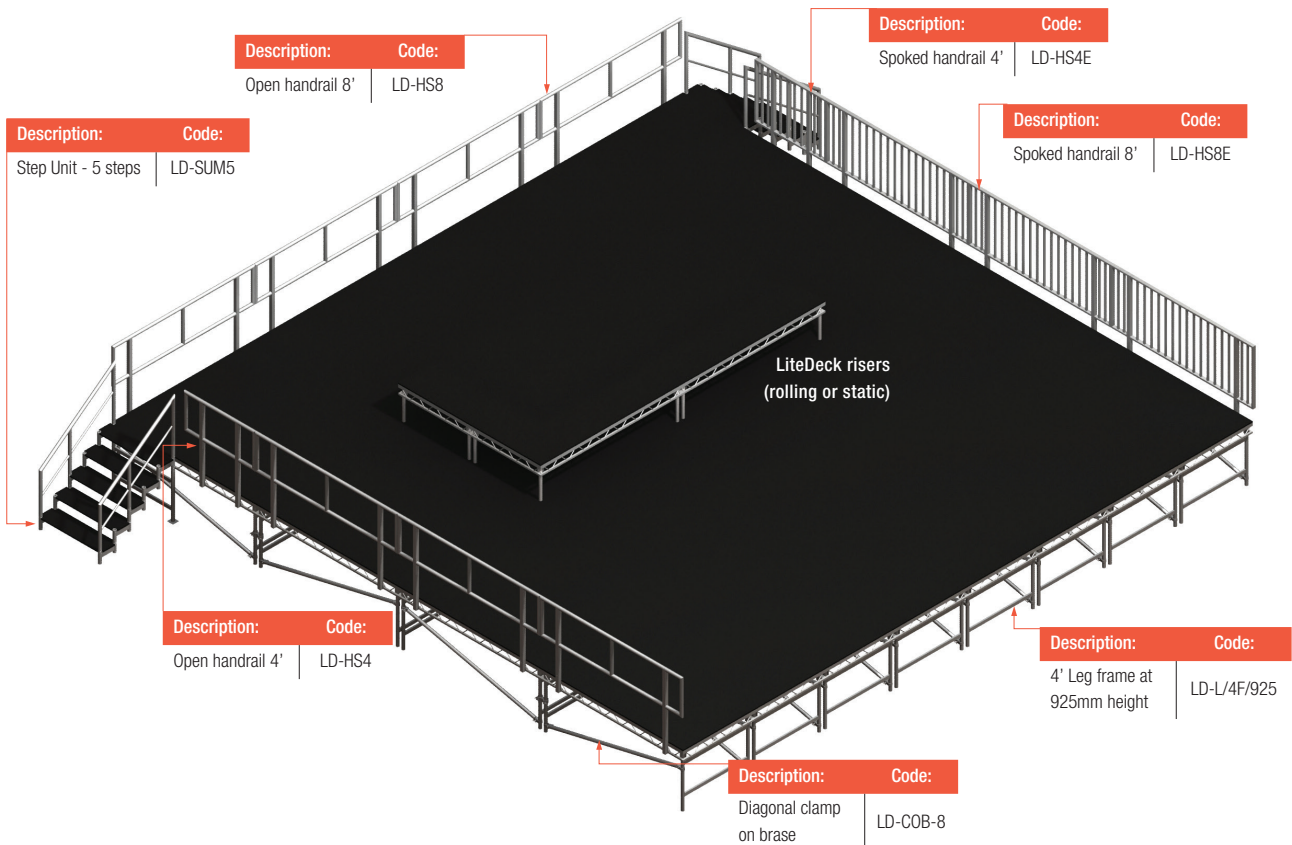 Description: Code:
Spoked handrail 4’ LD-HS4E
Description: Code:
Open handrail 8’ LD-HS8
Description: Code:
Spoked handrail 8’ LD-HS8E
Description: Code:
Step Unit - 5 steps LD-SUM5
LiteDeck risers
(rolling or static)
Description: Code:
Open handrail 4’ LD-HS4
Description: Code:
4’ Leg frame at
925mm height
LD-L/4F/925
Description: Code:
Diagonal clamp
on brase
LD-COB-8